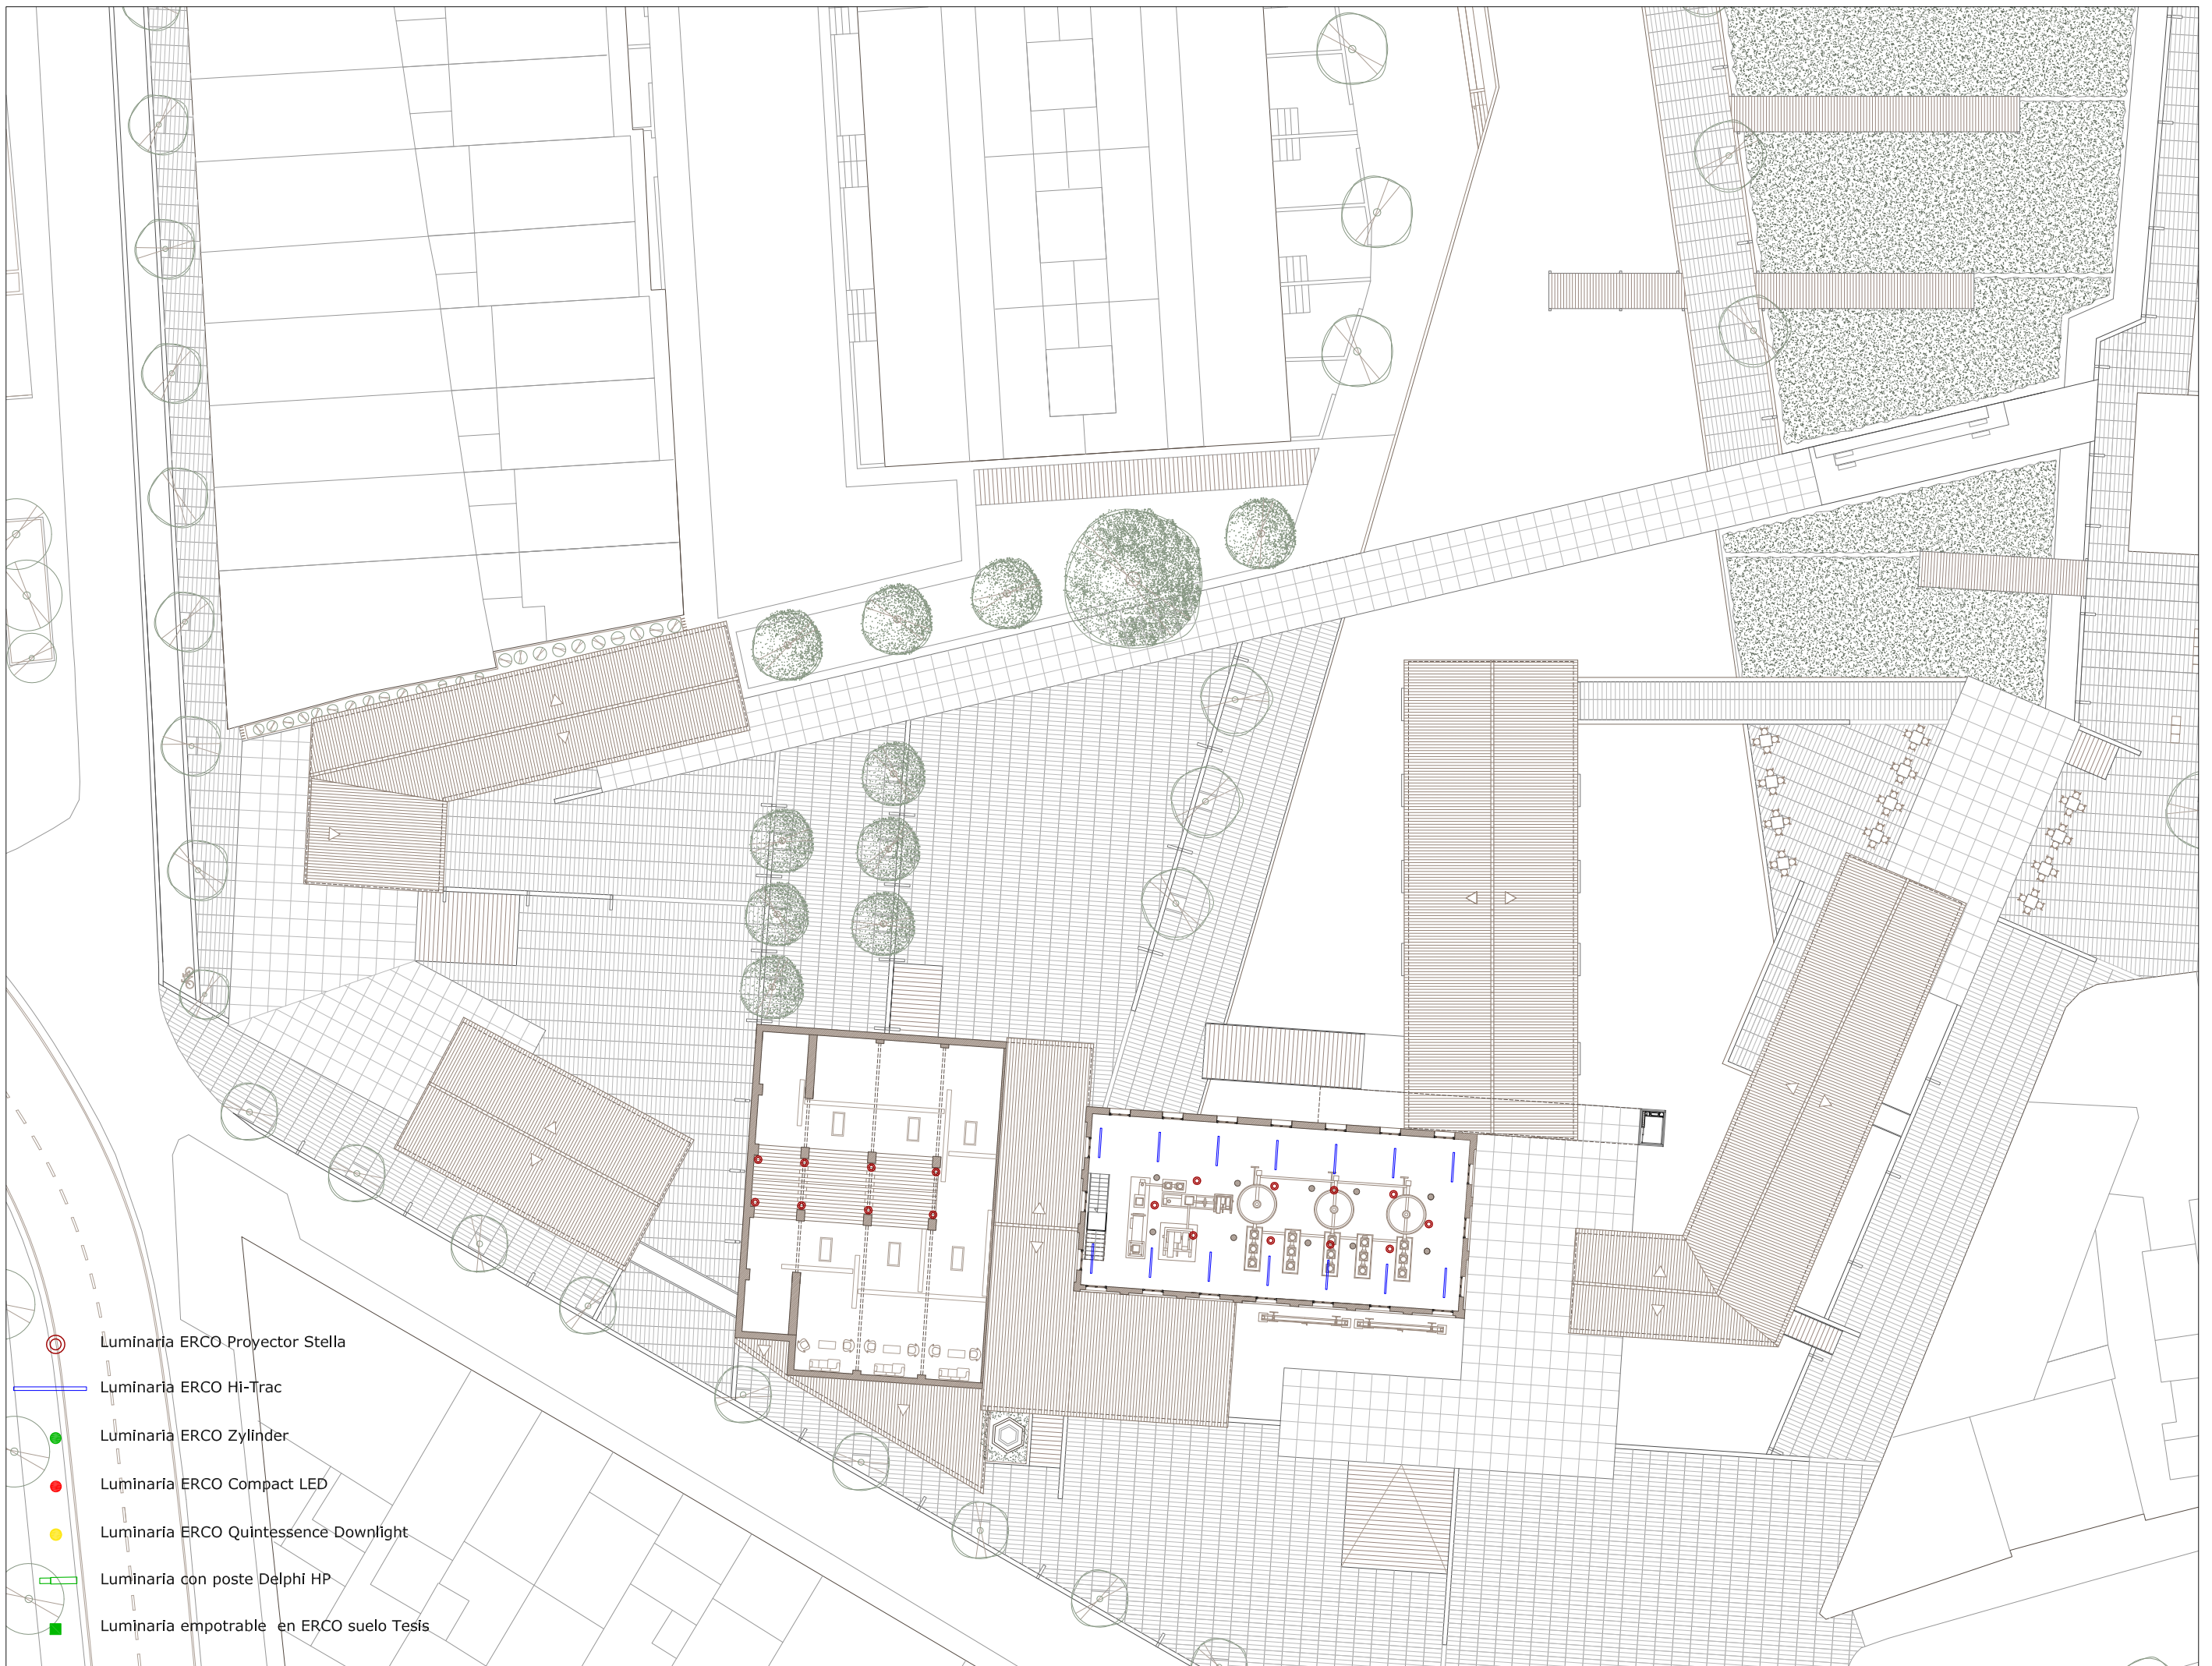 Luminaria ERCO Proyector Stella
Luminaria ERCO Hi-Trac
Luminaria ERCO Zylinder
Luminaria ERCO Compact LED
Luminaria ERCO Quintessence Downlight
Luminaria con poste Delphi HP
Luminaria empotrable en ERCO suelo Tesis